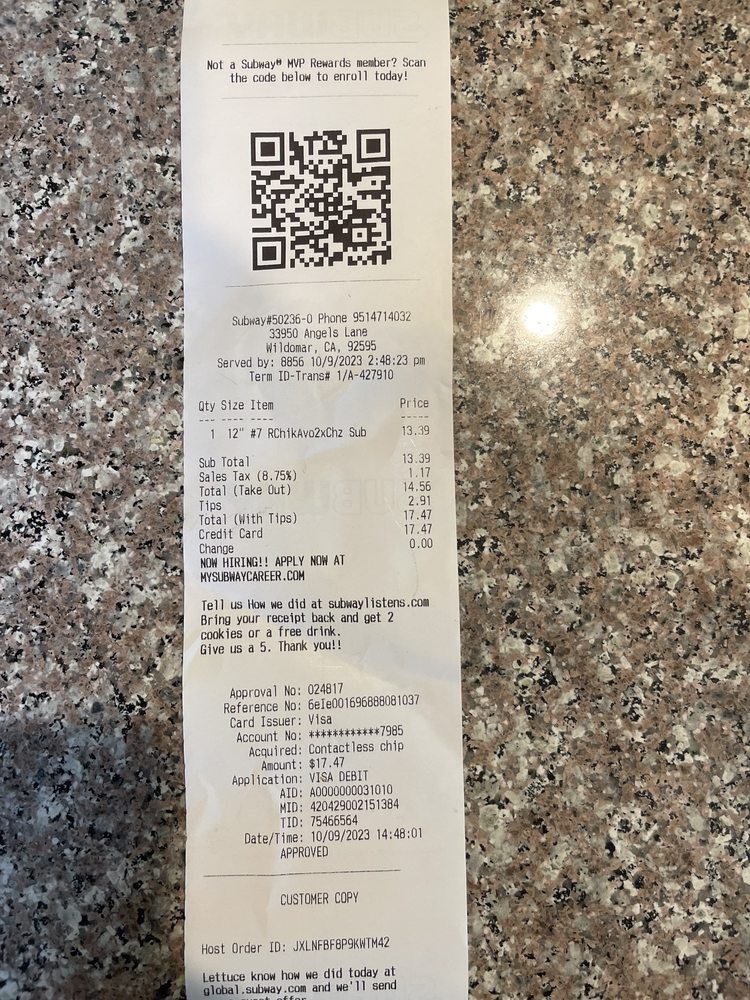 Not a Subway® MVP Rewards member? Scan
the code below to enroll today!
Subway#50236-0 Phone 9514714032
33950 Angels Lane
Wildomar, CA, 92595
Served by: 8856 10/9/2023 2:48:23 pm
Term ID-Trans# 1/A-427910
Qty Size Item Price
1 12" #7 RChikAvo2xChz Sub 13.39
Sub Total 13.39
Sales Tax (8.75%) 1.17
Total (Take Out) 14.56
Tips 2.91
Total (With Tips) 17.47
Credit Card 17.47
Change 0.00
NOW HIRING!! APPLY NOW AT
MYSUBWAYCAREER.COM
Tell us How we did at subwaylistens.com
Bring your receipt back and get 2
cookies or a free drink.
Give us a 5. Thank you!!
Approval No: 024817
Reference No: 6eIe001696888081037
Card Issuer: Visa
Account No: ************7985
Acquired: Contactless chip
Amount: $17.47
Application: VISA DEBIT
AID: A0000000031010
MID: 420429002151384
TID: 75466564
Date/Time: 10/09/2023 14:48:01
APPROVED
CUSTOMER COPY
Host Order ID: JXLNFBF8P9KWTM42
Lettuce know how we did today at
global.subway.com and we'll send
offer